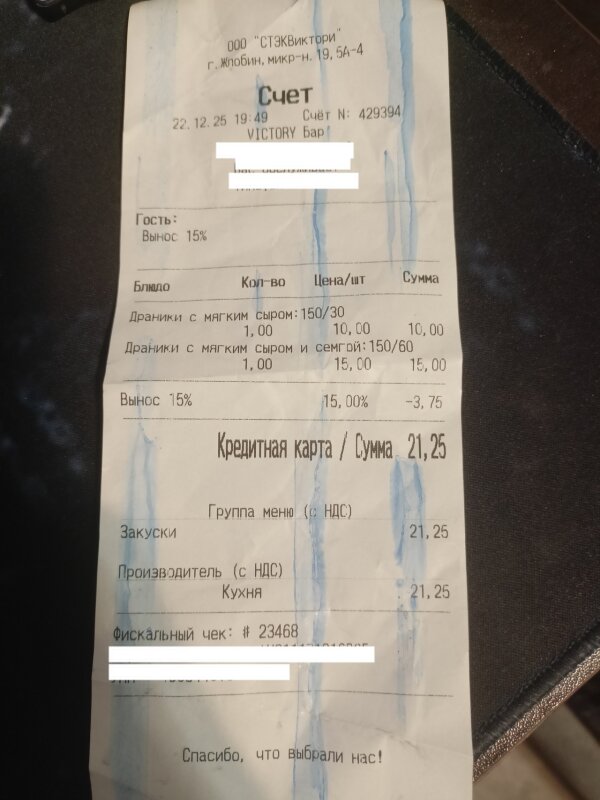 ООО "СТЭКВиктори"
г. Жлобин, микр-н. 19, 5А-4
Счет
22.12.25 19:49 Счёт N: 429394
VICTORY Бар
Гость:
Вынос 15%
Блюдо Кол-во Цена/шт Сумма
Драники с мягким сыром:150/30
1,00 10,00 10,00
Драники с мягким сыром и семгой:150/60
1,00 15,00 15,00
Вынос 15% 15,00% -3,75
Кредитная карта / Сумма 21,25
Группа меню (с НДС)
Закуски 21,25
Производитель (с НДС)
Кухня 21,25
Фискальный чек: # 23468
Спасибо, что выбрали нас!